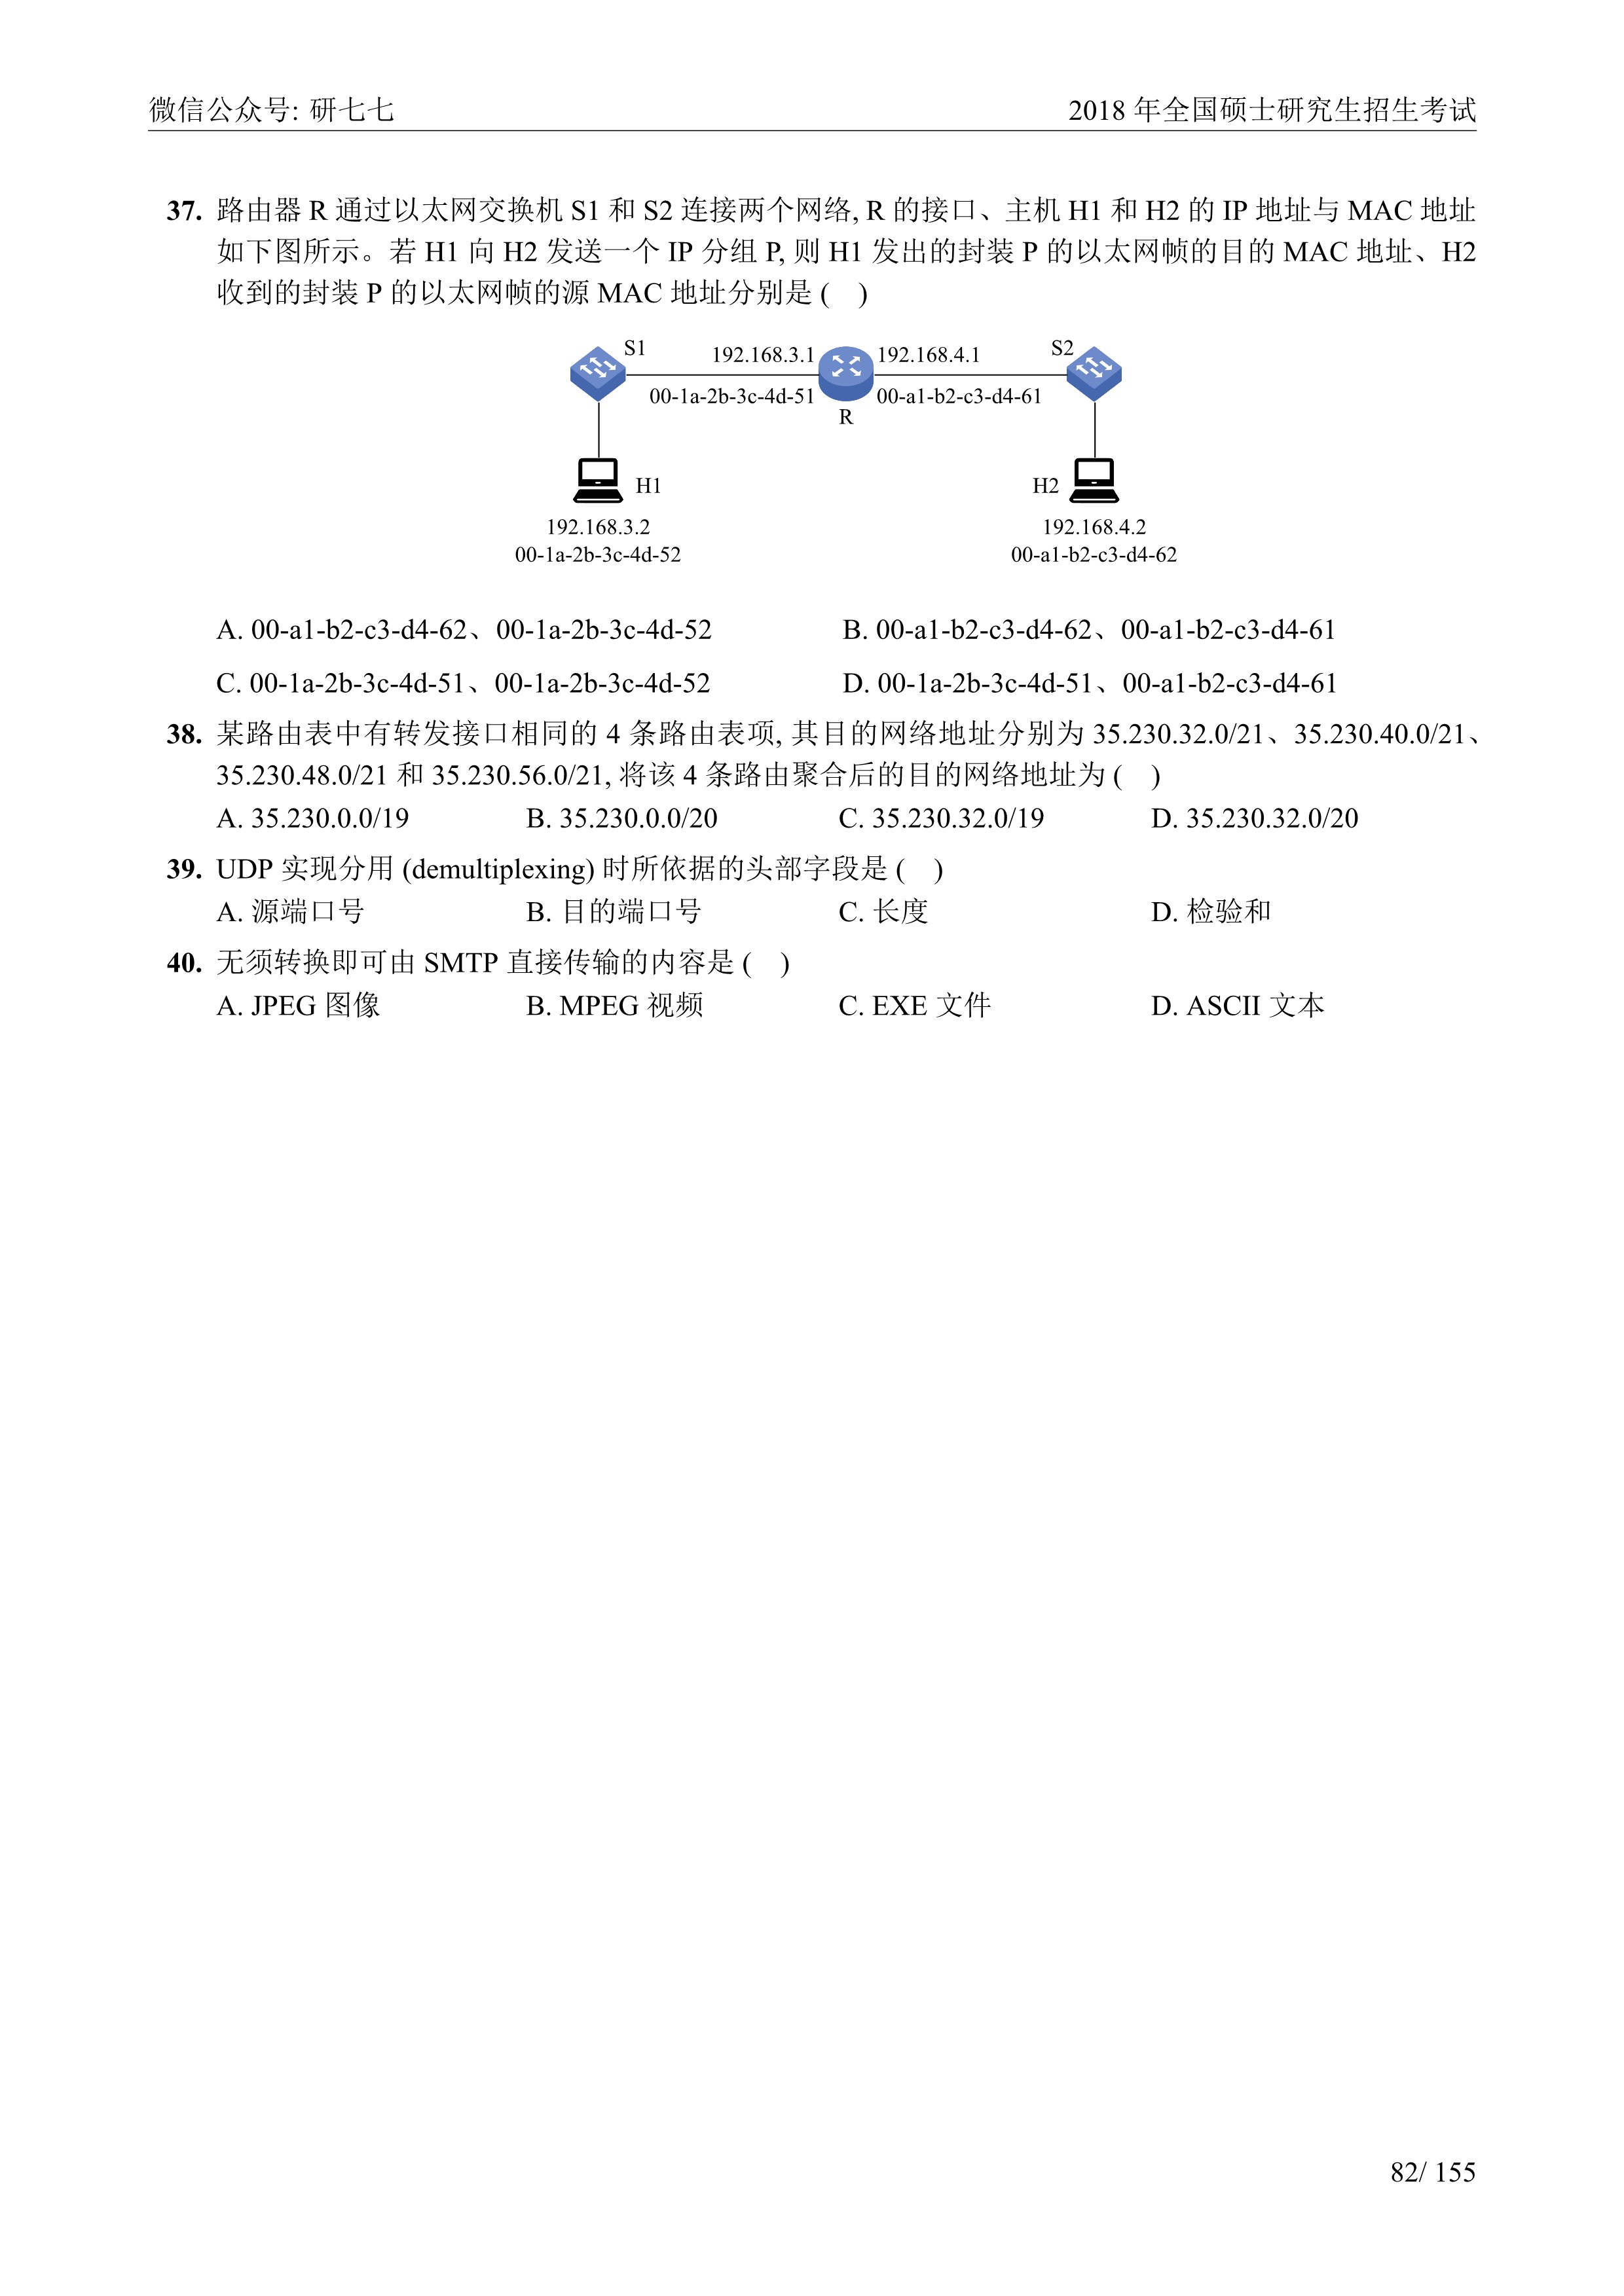 微信公众号: 研七七
2018 年全国硕士研究生招生考试
37. 路由器 R 通过以太网交换机 S1 和 S2 连接两个网络, R 的接口、主机 H1 和 H2 的 IP 地址与 MAC 地址
如下图所示。若 H1 向 H2 发送一个 IP 分组 P, 则 H1 发出的封装 P 的以太网帧的目的 MAC 地址、H2
收到的封装 P 的以太网帧的源 MAC 地址分别是 ( )
S1
192.168.3.1
192.168.4.1
S2
00-1a-2b-3c-4d-51
00-a1-b2-c3-d4-61
R
H1
H2
192.168.3.2
192.168.4.2
00-1a-2b-3c-4d-52
00-a1-b2-c3-d4-62
A. 00-a1-b2-c3-d4-62、00-1a-2b-3c-4d-52
B. 00-a1-b2-c3-d4-62、00-a1-b2-c3-d4-61
C. 00-1a-2b-3c-4d-51、00-1a-2b-3c-4d-52
D. 00-1a-2b-3c-4d-51、00-a1-b2-c3-d4-61
38. 某路由表中有转发接口相同的 4 条路由表项, 其目的网络地址分别为 35.230.32.0/21、35.230.40.0/21、
35.230.48.0/21 和 35.230.56.0/21, 将该 4 条路由聚合后的目的网络地址为 ( )
A. 35.230.0.0/19 B. 35.230.0.0/20 C. 35.230.32.0/19 D. 35.230.32.0/20
39. UDP 实现分用 (demultiplexing) 时所依据的头部字段是 ( )
A. 源端口号 B. 目的端口号 C. 长度 D. 检验和
40. 无须转换即可由 SMTP 直接传输的内容是 ( )
A. JPEG 图像 B. MPEG 视频 C. EXE 文件 D. ASCII 文本
82/ 155